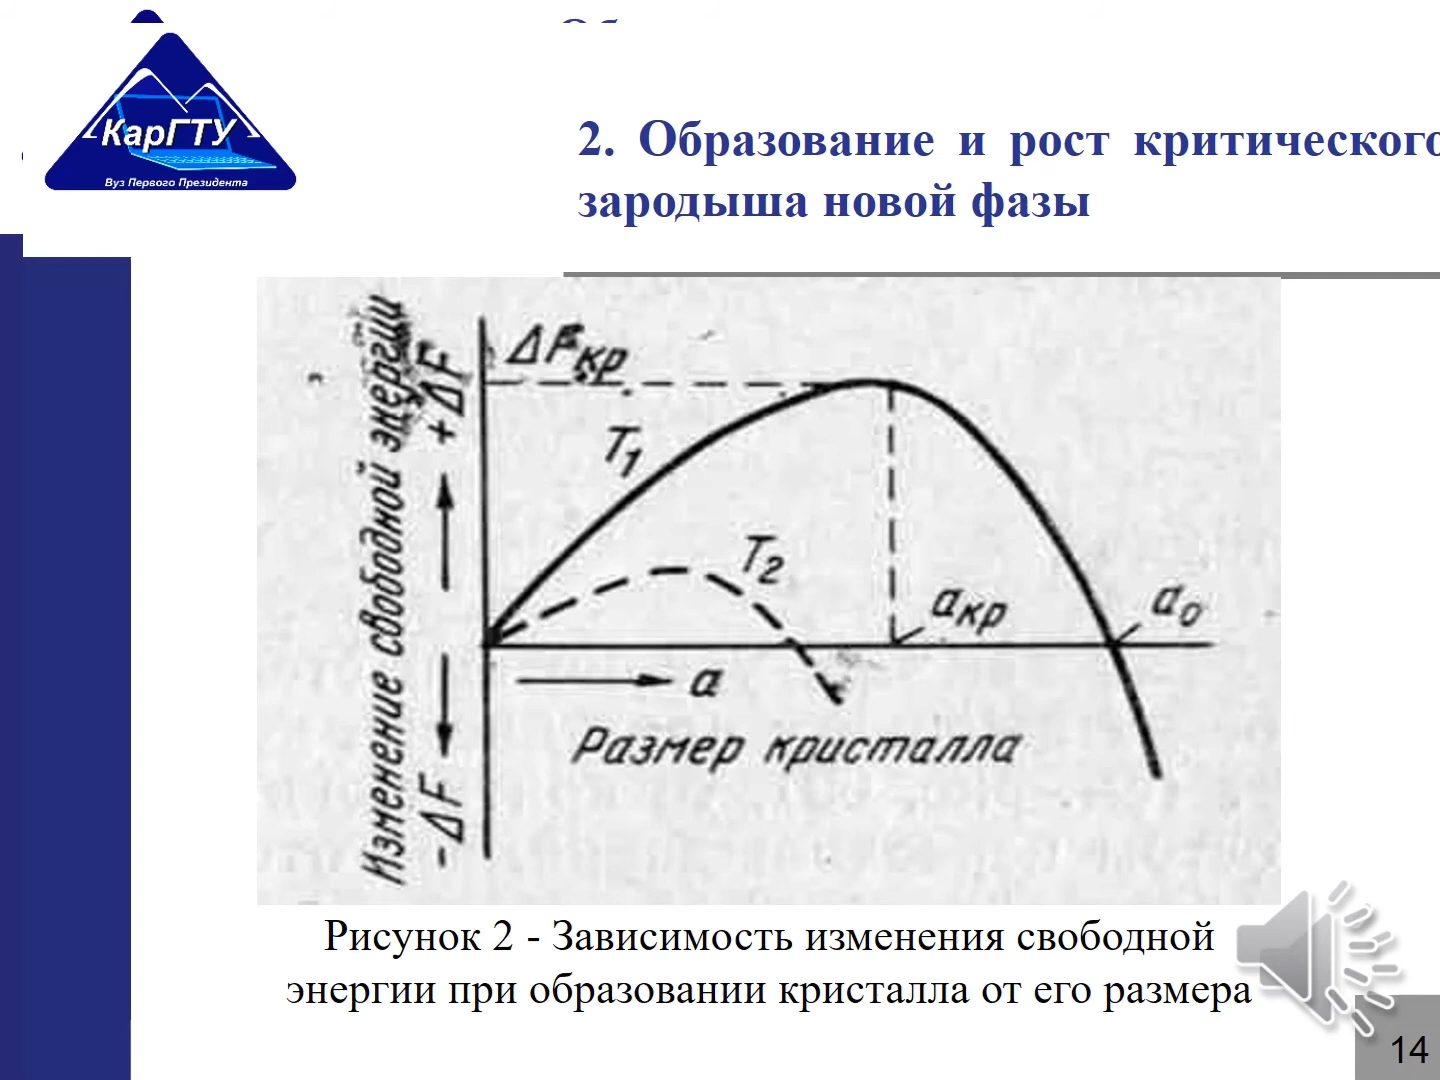 КарГТУ
Вуз Первого Президента
2. Образование и рост критического
зародыша новой фазы
Изменение свободной энергии
+ΔF
-ΔF
ΔFкр.
T1
T2
aкр
a0
a
Размер кристалла
Рисунок 2 - Зависимость изменения свободной
энергии при образовании кристалла от его размера
14